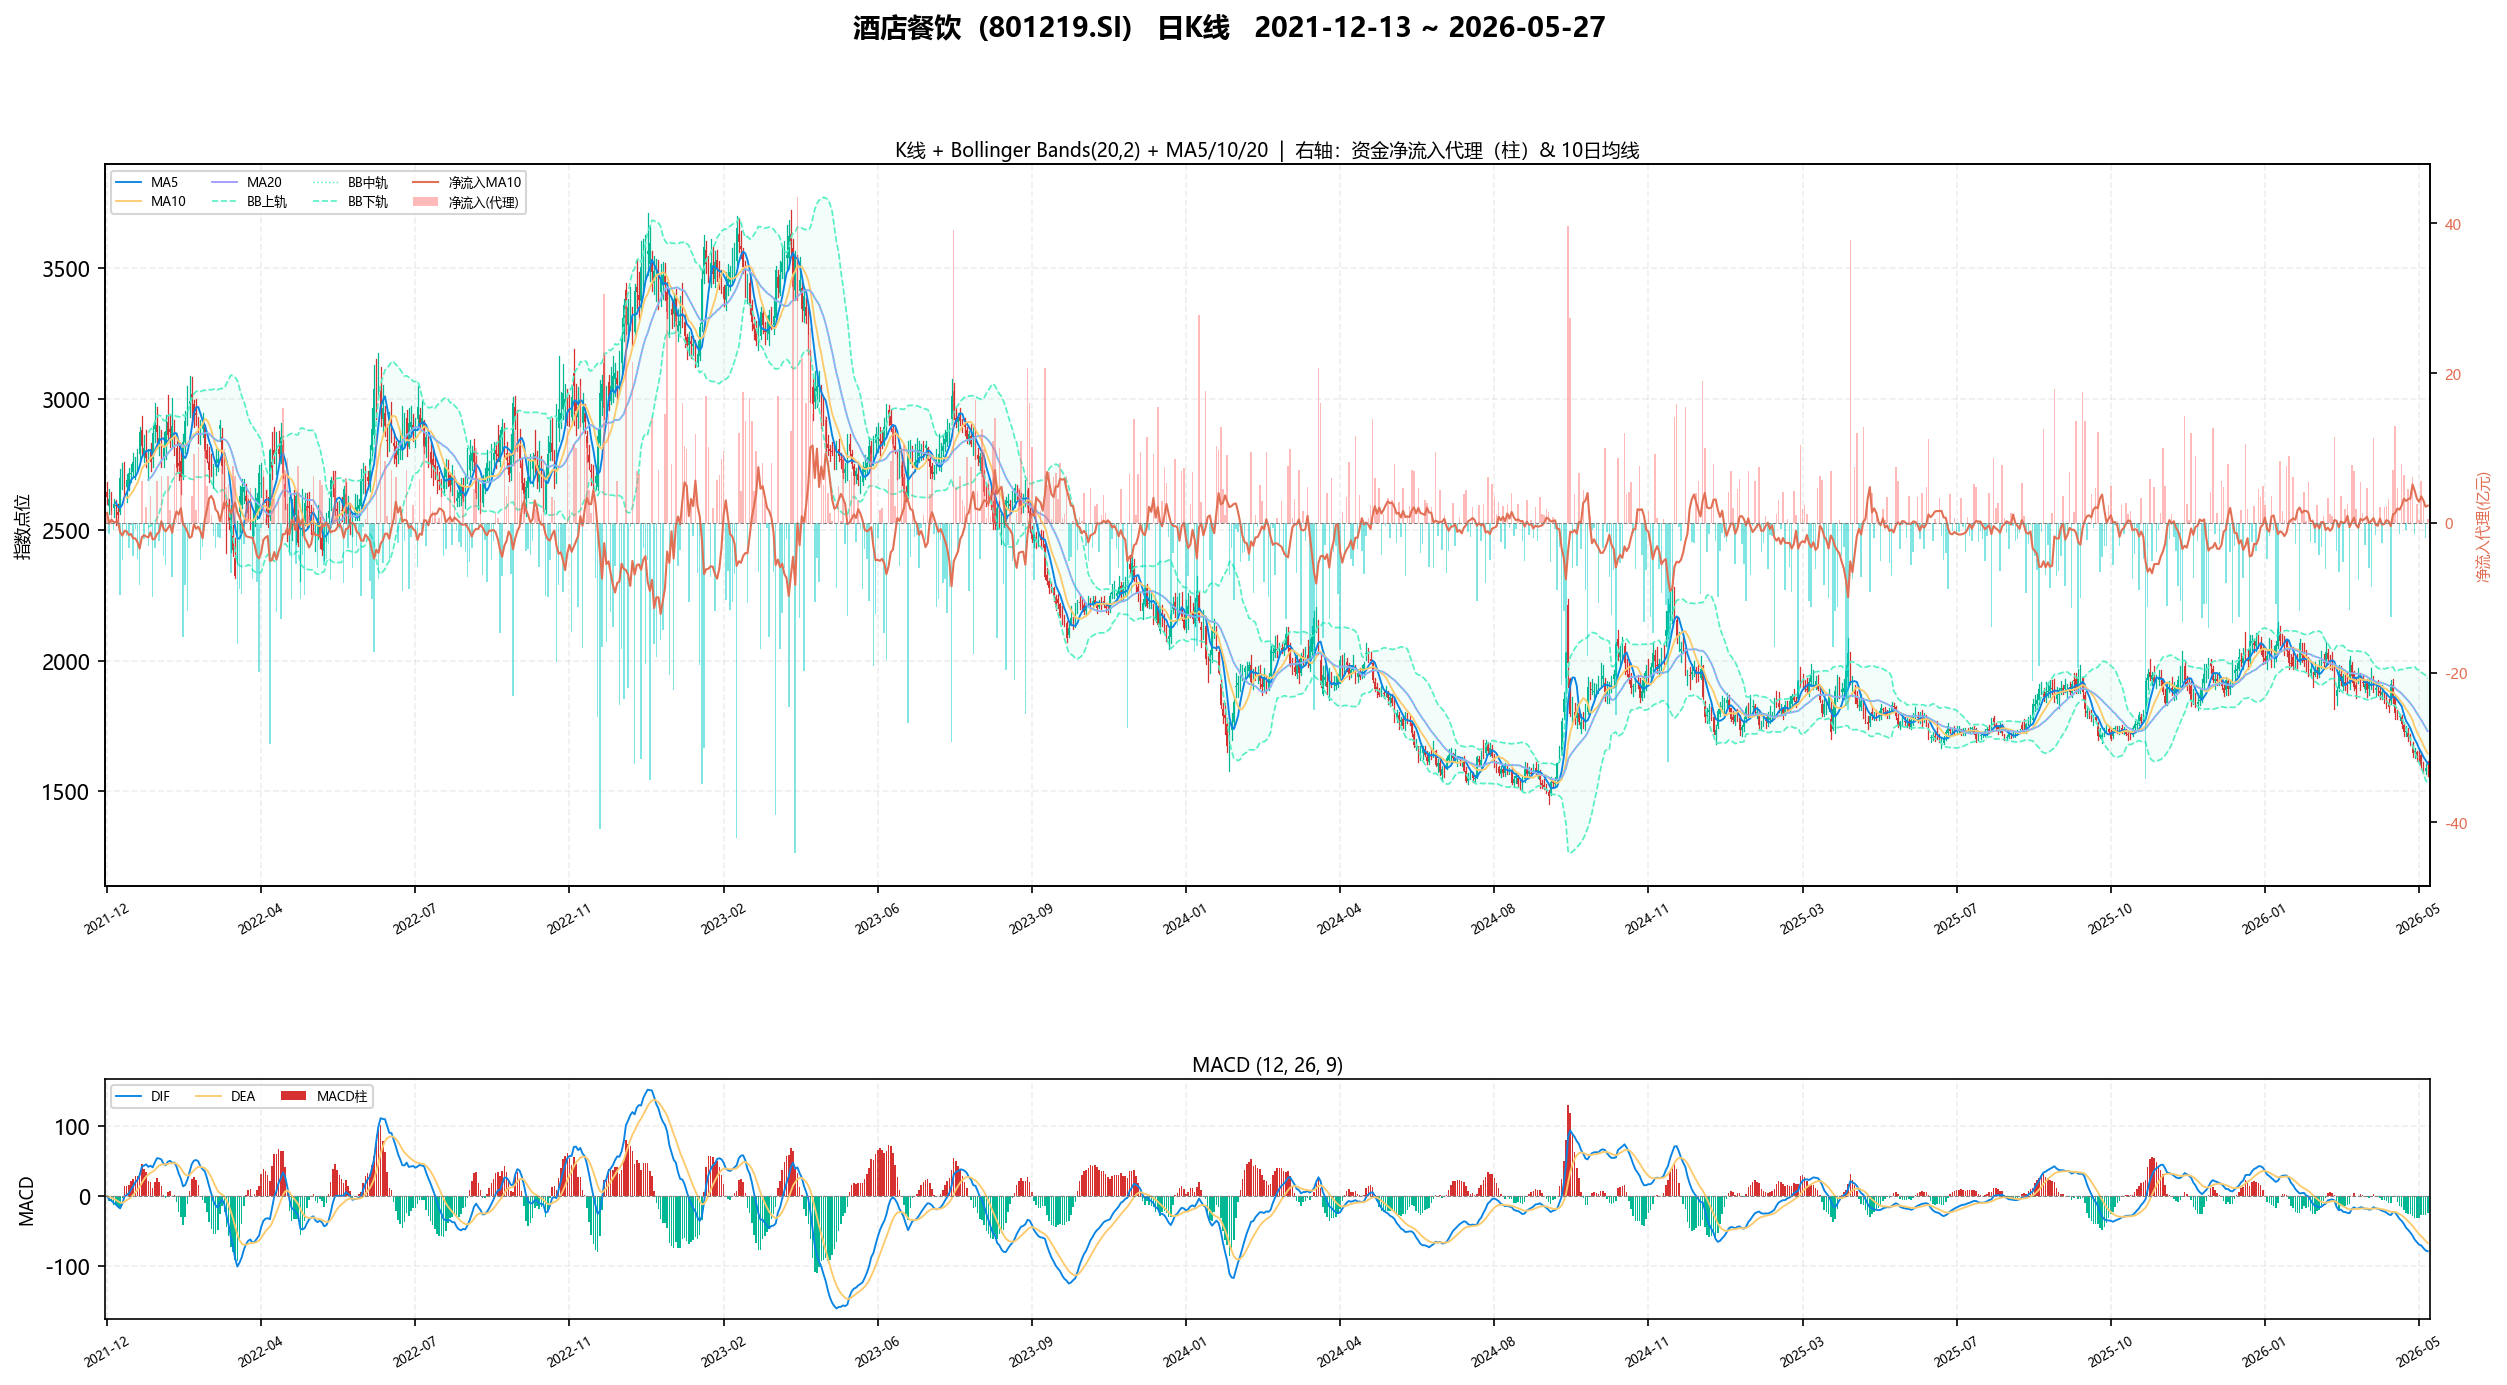 酒店餐饮 (801219.SI) 日K线 2021-12-13 ~ 2026-05-27
K线 + Bollinger Bands(20,2) + MA5/10/20 | 右轴：资金净流入代理（柱）& 10日均线
MA5 MA20 BB中轨 净流入MA10
MA10 BB上轨 BB下轨 净流入(代理)
指数点位
3500
3000
2500
2000
1500
40
20
0
-20
-40
净流入代理(亿元)
2021-12 2022-04 2022-07 2022-11 2023-02 2023-06 2023-09 2024-01 2024-04 2024-08 2024-11 2025-03 2025-07 2025-10 2026-01 2026-05
MACD (12, 26, 9)
DIF DEA MACD柱
MACD
100
0
-100
2021-12 2022-04 2022-07 2022-11 2023-02 2023-06 2023-09 2024-01 2024-04 2024-08 2024-11 2025-03 2025-07 2025-10 2026-01 2026-05